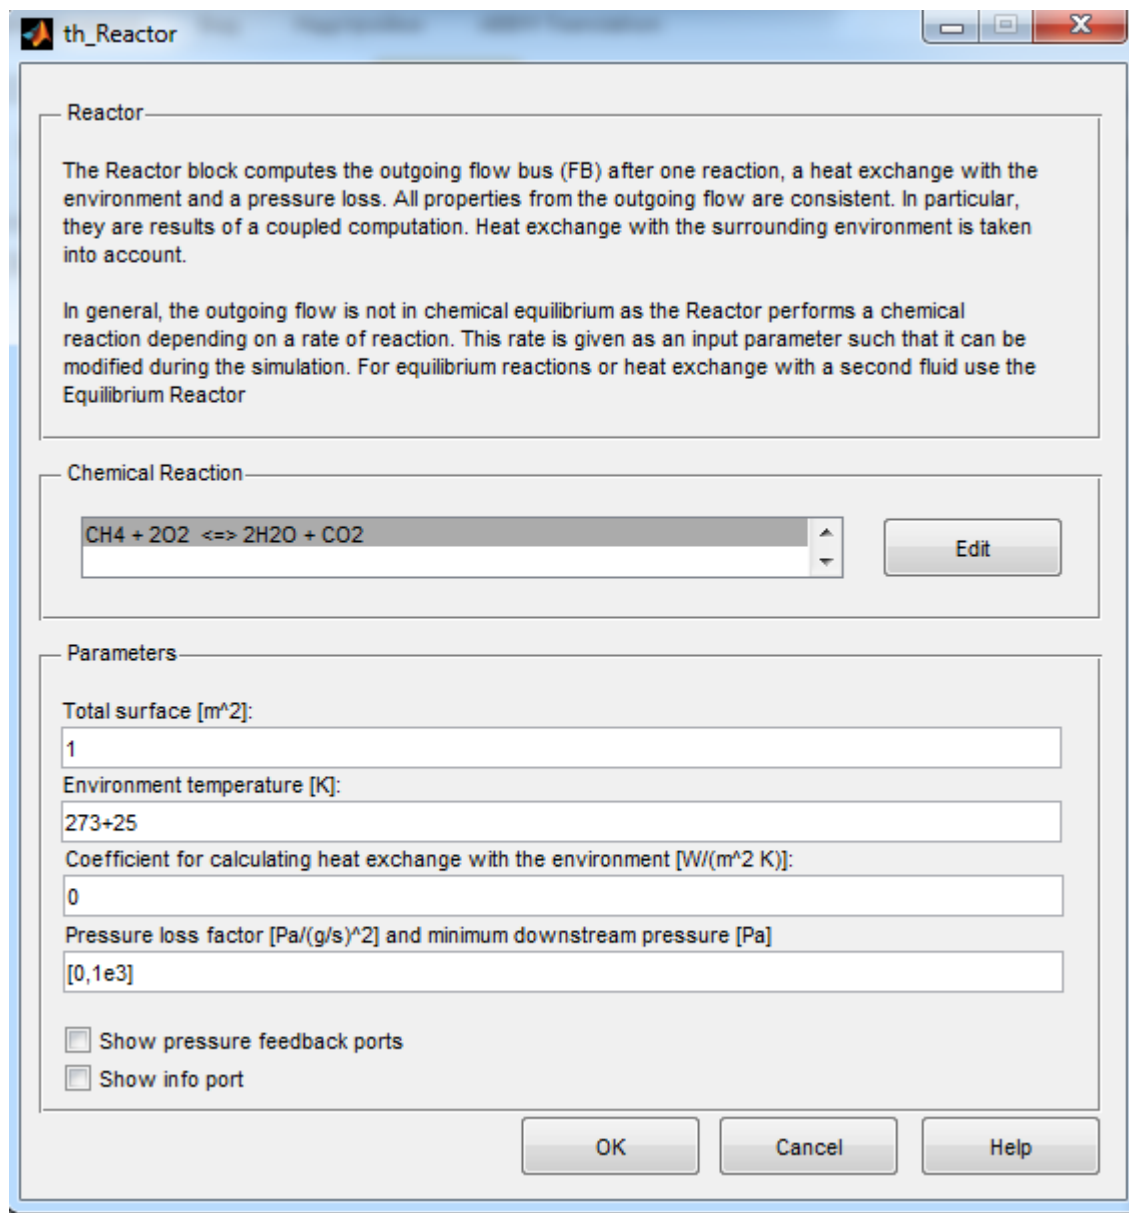 th_Reactor
Reactor
The Reactor block computes the outgoing flow bus (FB) after one reaction, a heat exchange with the
environment and a pressure loss. All properties from the outgoing flow are consistent. In particular,
they are results of a coupled computation. Heat exchange with the surrounding environment is taken
into account.
In general, the outgoing flow is not in chemical equilibrium as the Reactor performs a chemical
reaction depending on a rate of reaction. This rate is given as an input parameter such that it can be
modified during the simulation. For equilibrium reactions or heat exchange with a second fluid use the
Equilibrium Reactor
Chemical Reaction
CH4 + 2O2 <=> 2H2O + CO2
Edit
Parameters
Total surface [m^2]:
1
Environment temperature [K]:
273+25
Coefficient for calculating heat exchange with the environment [W/(m^2 K)]:
0
Pressure loss factor [Pa/(g/s)^2] and minimum downstream pressure [Pa]
[0,1e3]
Show pressure feedback ports
Show info port
OK Cancel Help